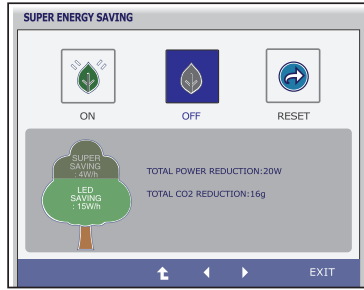 SUPER ENERGY SAVING
ON
OFF
RESET
SUPER
SAVING
: 4W/h
LED
SAVING
: 15W/h
TOTAL POWER REDUCTION:20W
TOTAL CO2 REDUCTION:16g
EXIT